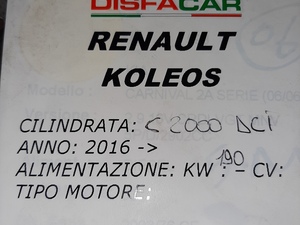 DISFACAR
RENAULT
KOLEOS
CILINDRATA: < 2000 DCI
ANNO: 2016 ->
190
ALIMENTAZIONE: KW : - CV:
TIPO MOTORE: